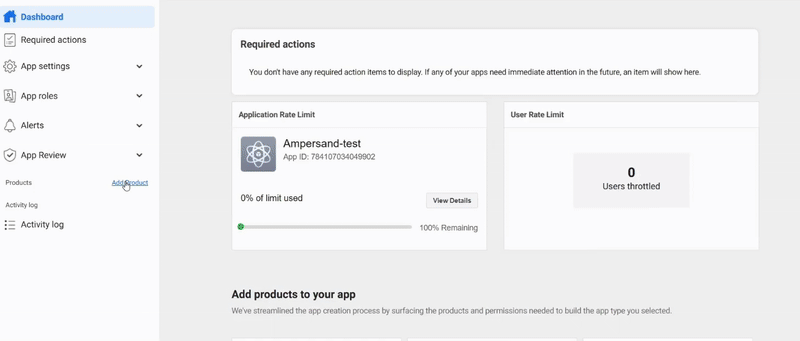 Dashboard
Required actions
App settings
App roles
Alerts
App Review
Products Add Product
Activity log
Activity log
Required actions
You don't have any required action items to display. If any of your apps need immediate attention in the future, an item will show here.
Application Rate Limit
Ampersand-test
App ID: 784107034049902
0% of limit used
View Details
100% Remaining
User Rate Limit
0
Users throttled
Add products to your app
We've streamlined the app creation process by surfacing the products and permissions needed to build the app type you selected.